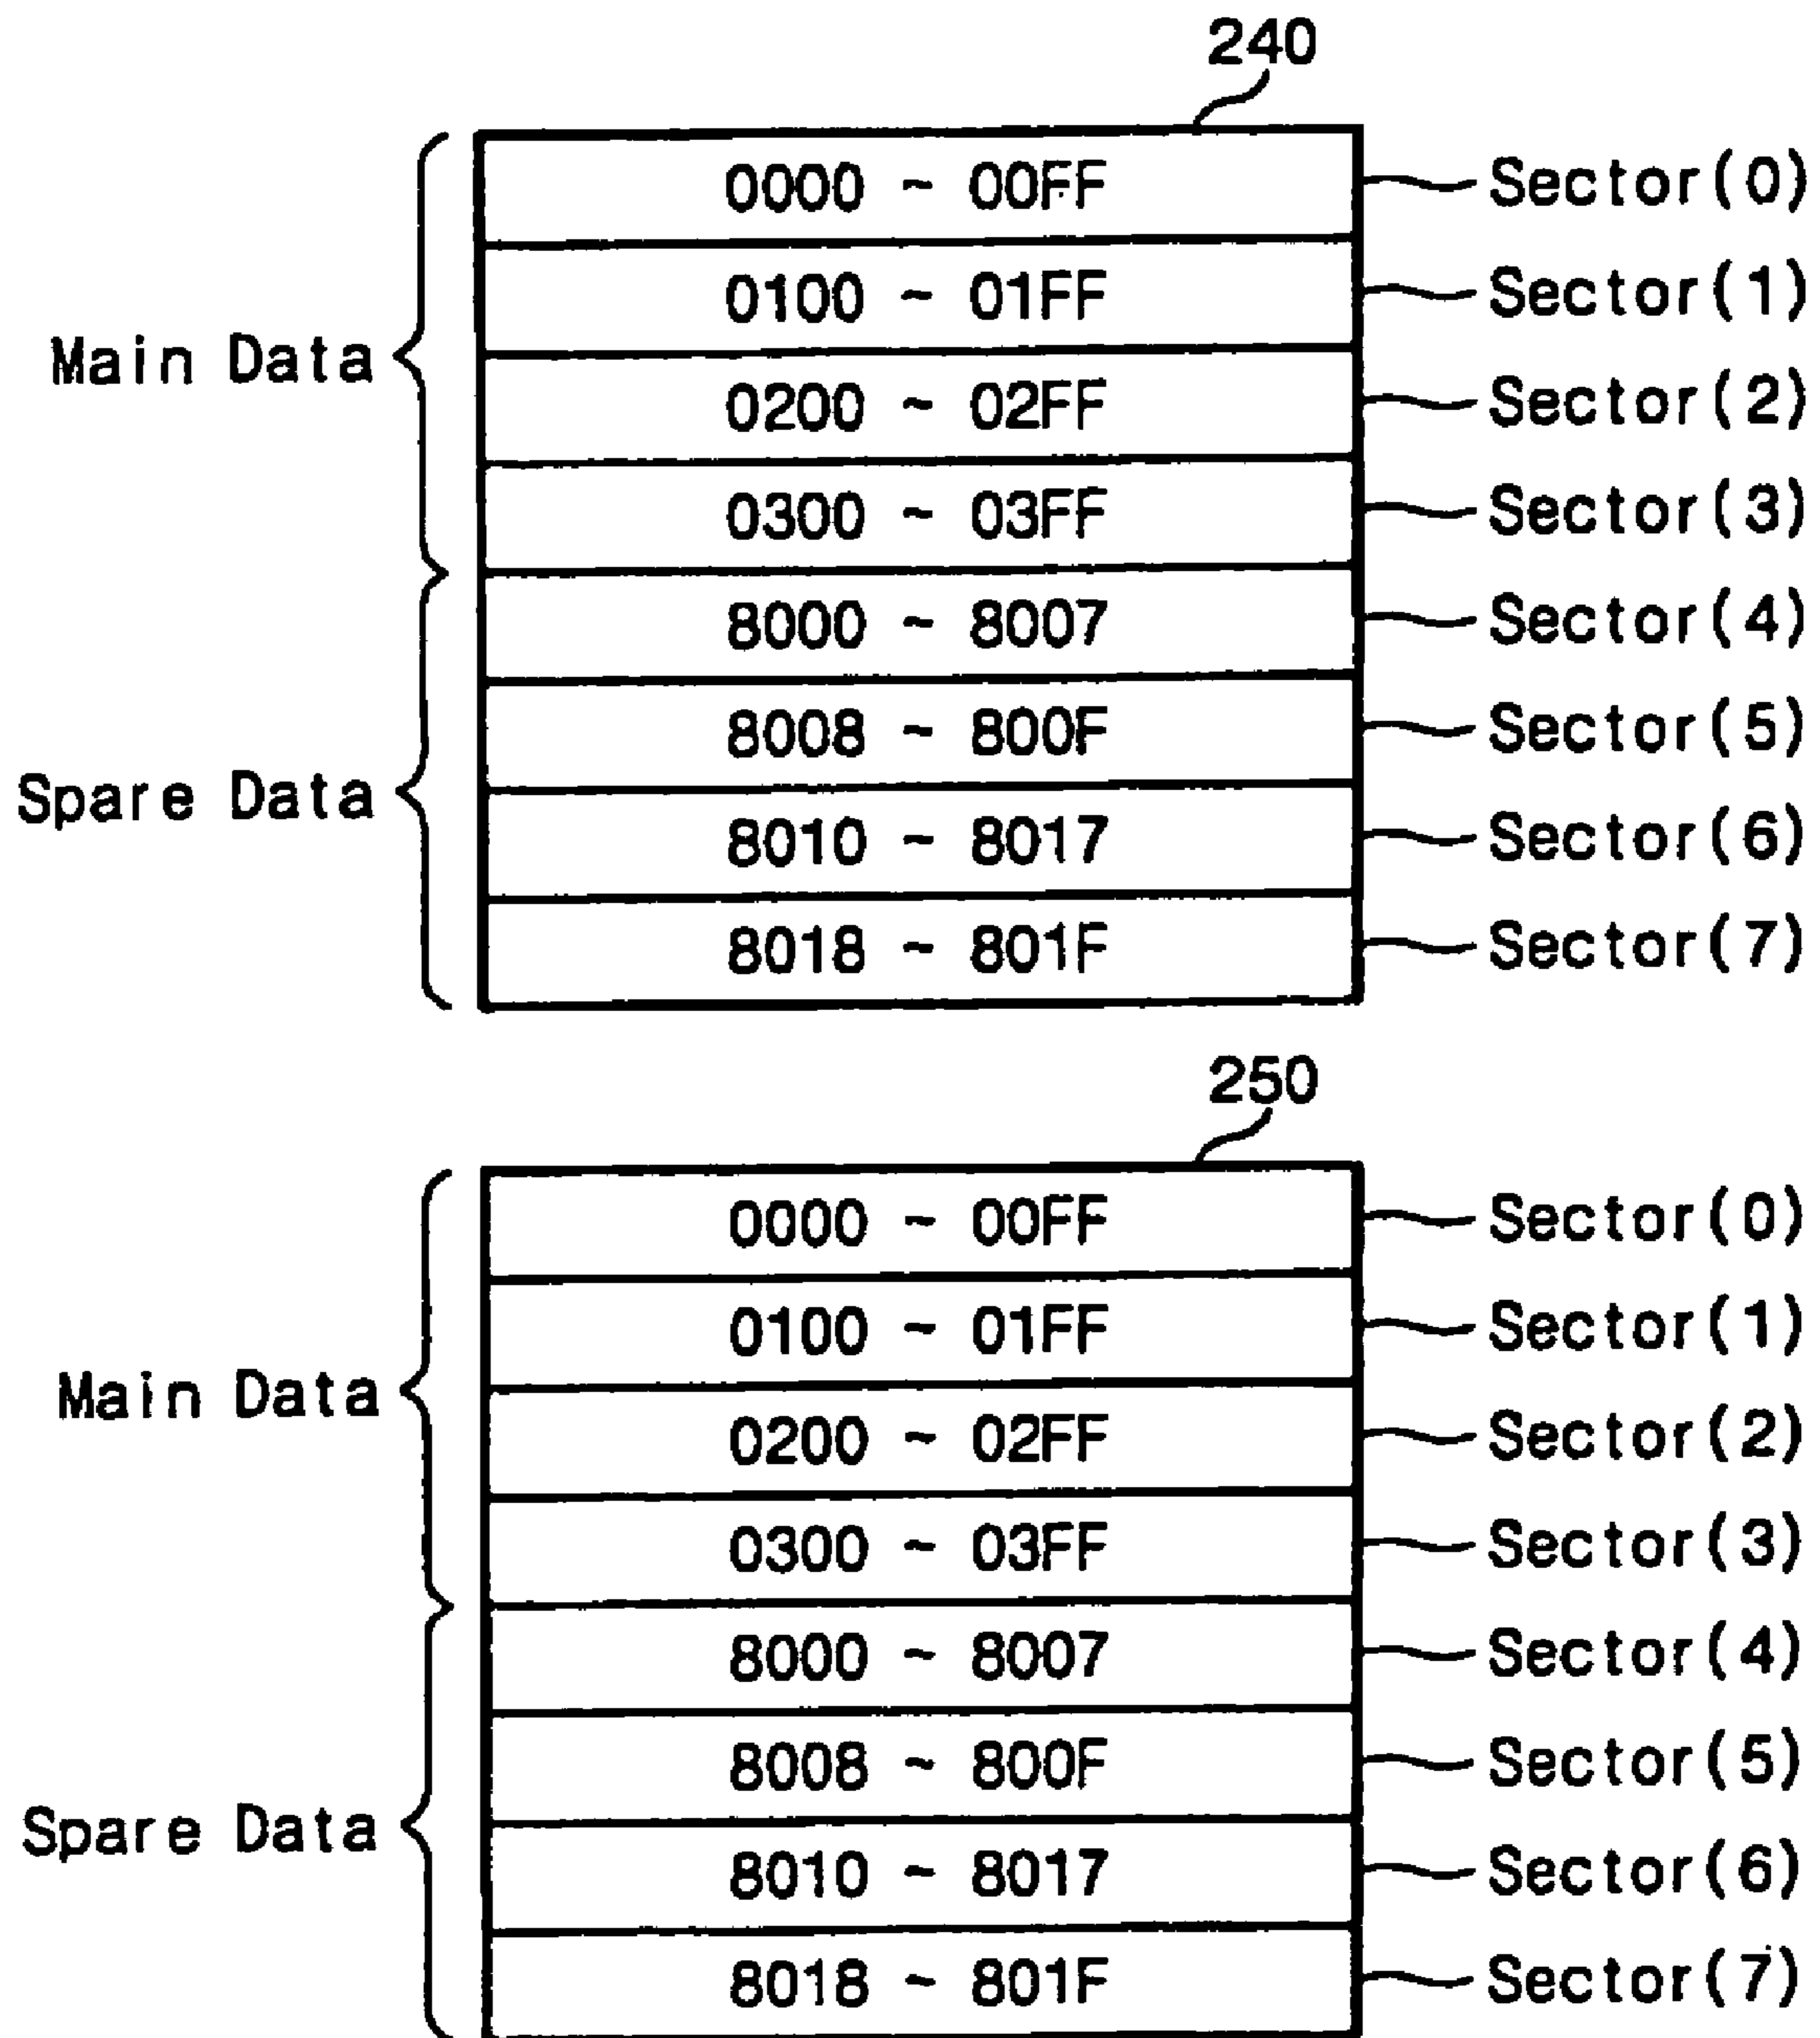 240
0000 ~ 00FF Sector(0)
0100 ~ 01FF Sector(1)
Main Data
0200 ~ 02FF Sector(2)
0300 ~ 03FF Sector(3)
8000 ~ 8007 Sector(4)
8008 ~ 800F Sector(5)
Spare Data
8010 ~ 8017 Sector(6)
8018 ~ 801F Sector(7)
250
0000 ~ 00FF Sector(0)
0100 ~ 01FF Sector(1)
Main Data
0200 ~ 02FF Sector(2)
0300 ~ 03FF Sector(3)
8000 ~ 8007 Sector(4)
8008 ~ 800F Sector(5)
Spare Data
8010 ~ 8017 Sector(6)
8018 ~ 801F Sector(7)